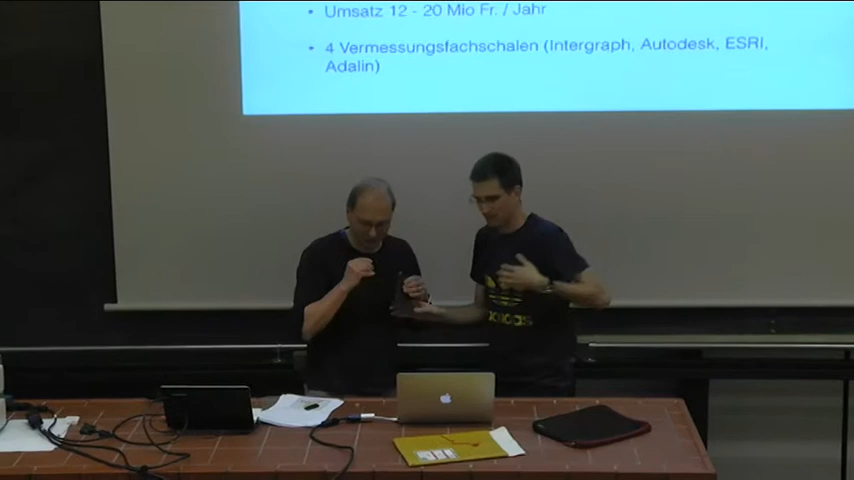 • Umsatz 12 - 20 Mio Fr. / Jahr
• 4 Vermessungsfachschalen (Intergraph, Autodesk, ESRI,
Adalin)